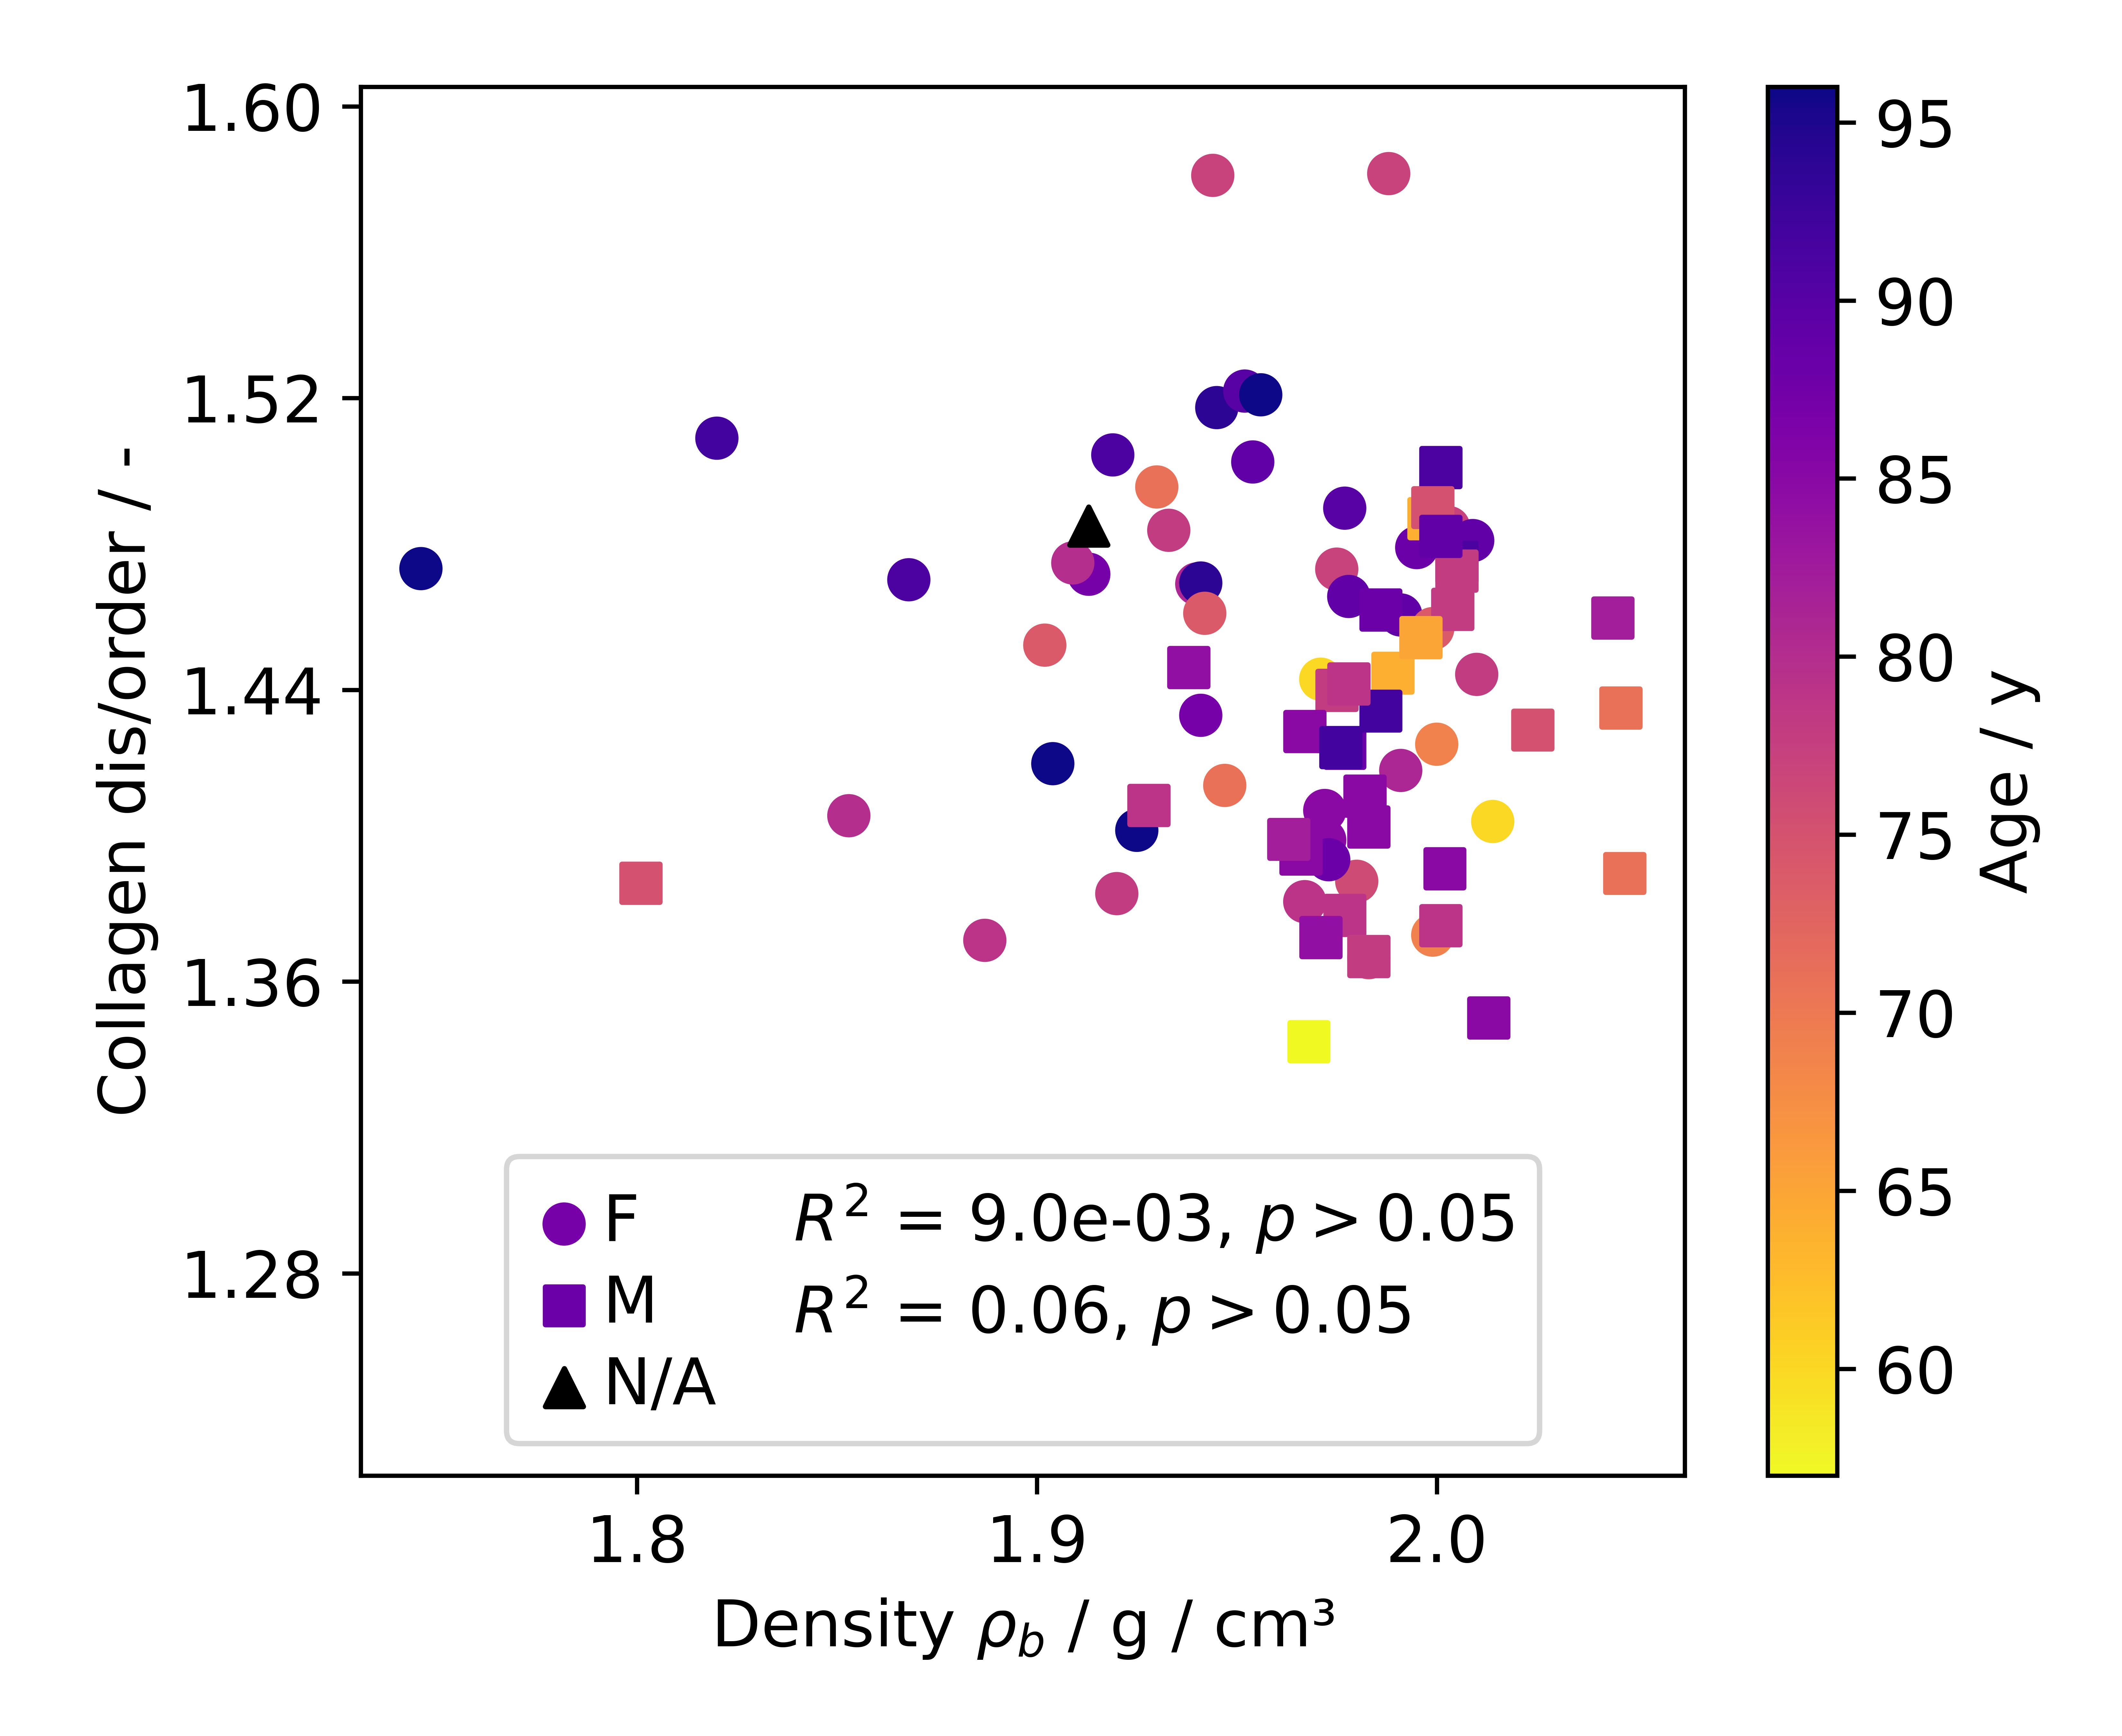 1.60
1.52
1.44
1.36
1.28
Collagen dis/order / -
F R² = 9.0e-03, p > 0.05
M R² = 0.06, p > 0.05
N/A
1.8 1.9 2.0
Density ρb / g / cm³
95
90
85
80
75
70
65
60
Age / y